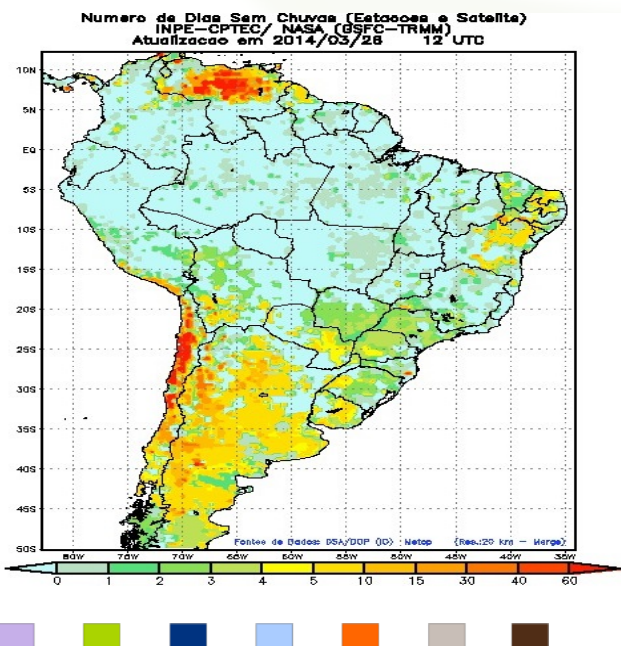 Numero de Dias Sem Chuvas (Estacoes e Satelite)
INPE-CPTEC/ NASA (GSFC-TRMM)
Atualizacao em 2014/03/26 12 UTC
10N
5N
EQ
5S
10S
15S
20S
25S
30S
35S
40S
45S
50S
Fontes de Dados: DSA/DOP (IO) Metop (Res.:20 km - Merge)
80W 75W 70W 65W 60W 55W 50W 45W 40W 35W
0 1 2 3 4 5 10 15 30 40 60